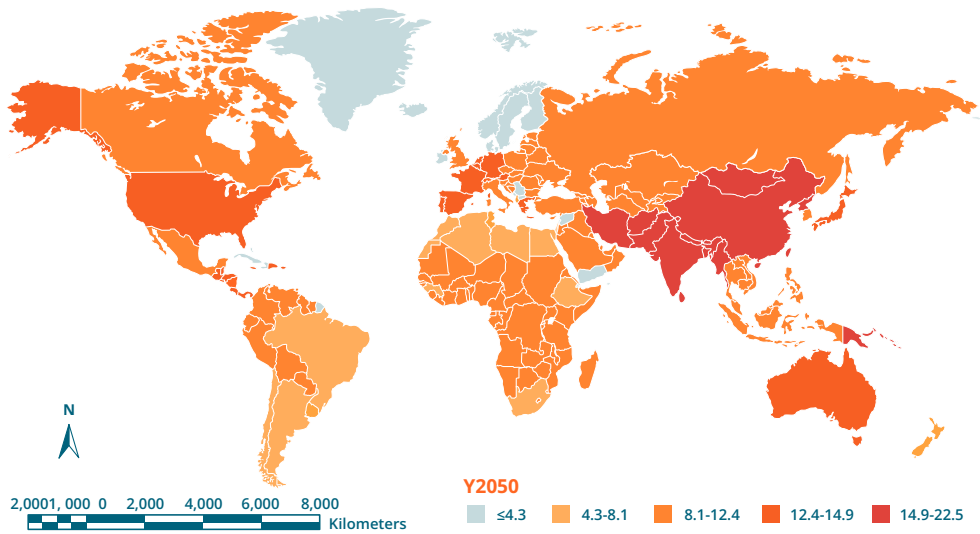 N
2,0001,000 0 2,000 4,000 6,000 8,000
Kilometers
Y2050
≤4.3 4.3-8.1 8.1-12.4 12.4-14.9 14.9-22.5